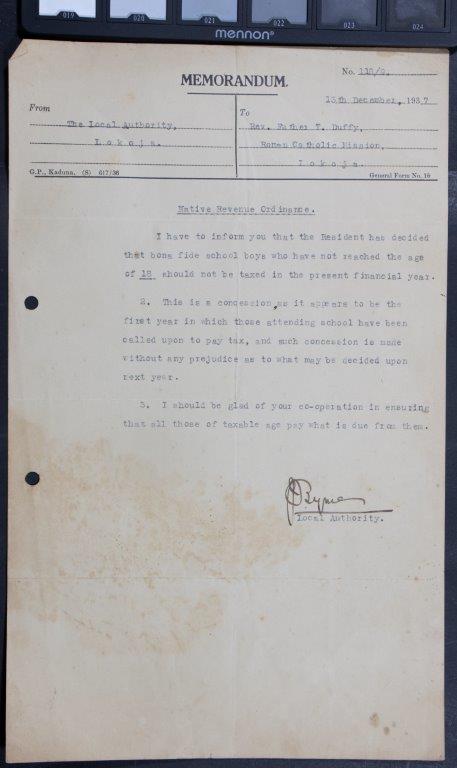 019 020 021 022 023 024
mennon
No. 118/2.
MEMORANDUM.
13th December, 1937
From
The Local Authority,
Lokoja.
To
Rev. Father T. Duffy,
Roman Catholic Mission,
Lokoja.
G.P., Kaduna. (S) 617/36
General Form No. 10
Native Revenue Ordinance.
I have to inform you that the Resident has decided
that bona fide school boys who have not reached the age
of 18 should not be taxed in the present financial year.
2. This is a concession as it appears to be the
first year in which those attending school have been
called upon to pay tax, and such concession is made
without any prejudice as to what may be decided upon
next year.
3. I should be glad of your co-operation in ensuring
that all those of taxable age pay what is due from them.
Local Authority.